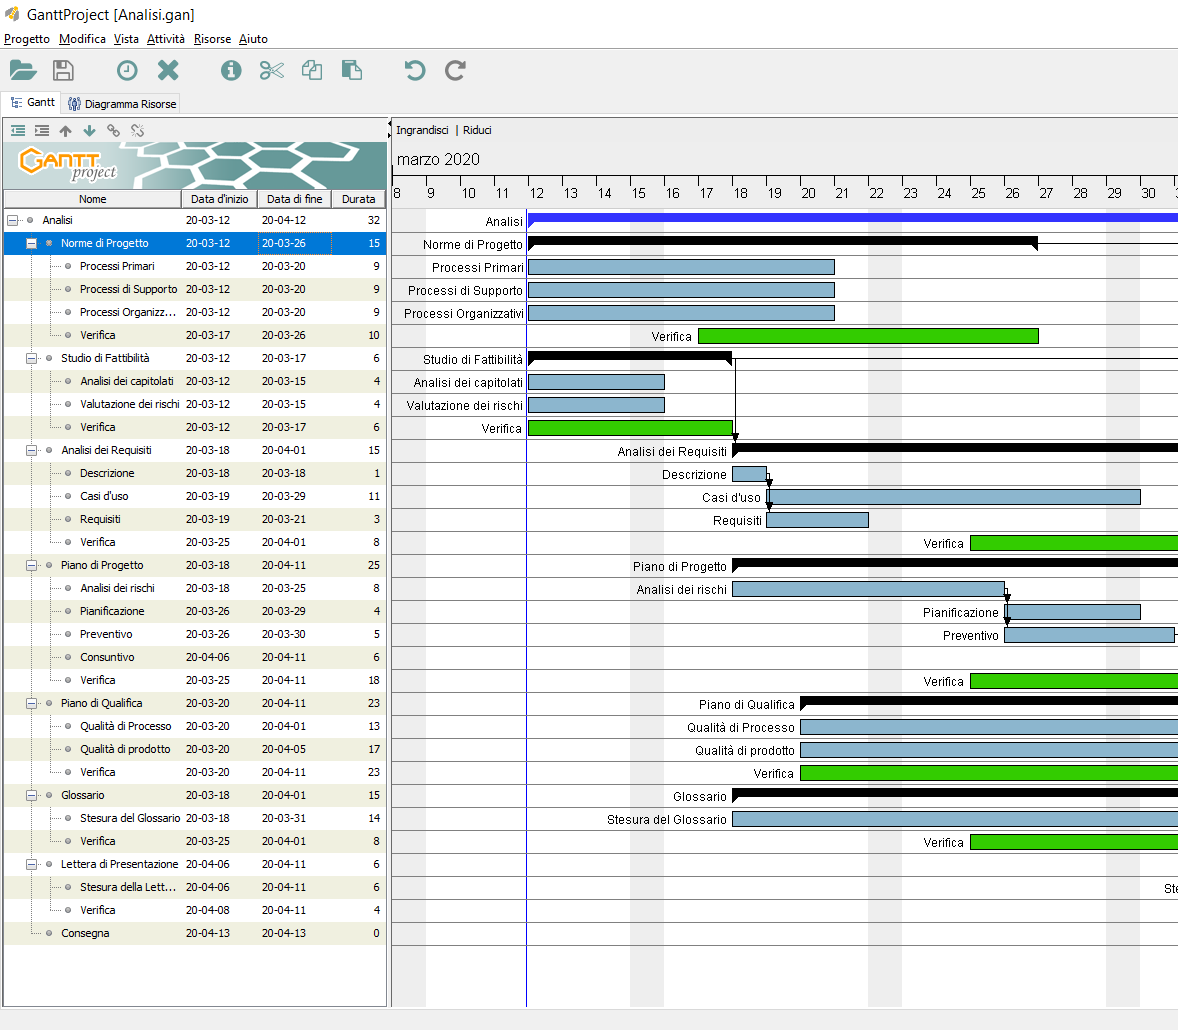 GanttProject [Analisi.gan]
Progetto Modifica Vista Attività Risorse Aiuto
Gantt Diagramma Risorse
Ingrandisci | Riduci
GANTT project
marzo 2020
8 9 10 11 12 13 14 15 16 17 18 19 20 21 22 23 24 25 26 27 28 29 30
Nome Data d'inizio Data di fine Durata
Analisi 20-03-12 20-04-12 32 Analisi
Norme di Progetto 20-03-12 20-03-26 15 Norme di Progetto
Processi Primari 20-03-12 20-03-20 9 Processi Primari
Processi di Supporto 20-03-12 20-03-20 9 Processi di Supporto
Processi Organizz... 20-03-12 20-03-20 9 Processi Organizzativi
Verifica 20-03-17 20-03-26 10 Verifica
Studio di Fattibilità 20-03-12 20-03-17 6 Studio di Fattibilità
Analisi dei capitolati 20-03-12 20-03-15 4 Analisi dei capitolati
Valutazione dei rischi 20-03-12 20-03-15 4 Valutazione dei rischi
Verifica 20-03-12 20-03-17 6 Verifica
Analisi dei Requisiti 20-03-18 20-04-01 15 Analisi dei Requisiti
Descrizione 20-03-18 20-03-18 1 Descrizione
Casi d'uso 20-03-19 20-03-29 11 Casi d'uso
Requisiti 20-03-19 20-03-21 3 Requisiti
Verifica 20-03-25 20-04-01 8 Verifica
Piano di Progetto 20-03-18 20-04-11 25 Piano di Progetto
Analisi dei rischi 20-03-18 20-03-25 8 Analisi dei rischi
Pianificazione 20-03-26 20-03-29 4 Pianificazione
Preventivo 20-03-26 20-03-30 5 Preventivo
Consuntivo 20-04-06 20-04-11 6
Verifica 20-03-25 20-04-11 18 Verifica
Piano di Qualifica 20-03-20 20-04-11 23 Piano di Qualifica
Qualità di Processo 20-03-20 20-04-01 13 Qualità di Processo
Qualità di prodotto 20-03-20 20-04-05 17 Qualità di prodotto
Verifica 20-03-20 20-04-11 23 Verifica
Glossario 20-03-18 20-04-01 15 Glossario
Stesura del Glossario 20-03-18 20-03-31 14 Stesura del Glossario
Verifica 20-03-25 20-04-01 8 Verifica
Lettera di Presentazione 20-04-06 20-04-11 6
Stesura della Lett... 20-04-06 20-04-11 6
Verifica 20-04-08 20-04-11 4
Consegna 20-04-13 20-04-13 0